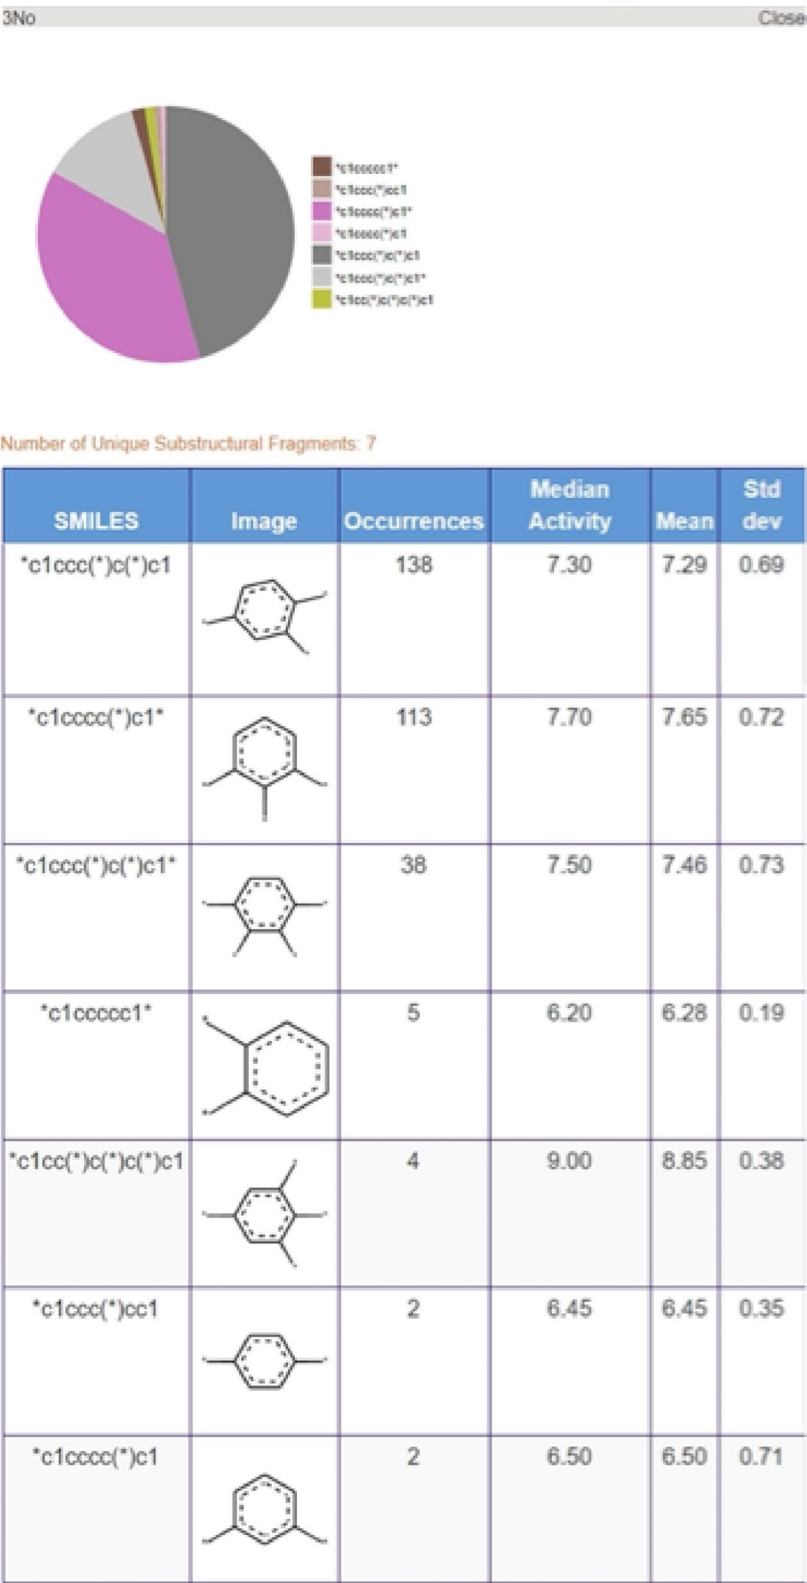 3No Close
*c1ccccc1*
*c1ccc(*)cc1
*c1cccc(*)c1*
*c1cccc(*)c1
*c1ccc(*)c(*)c1
*c1ccc(*)c(*)c1*
*c1cc(*)c(*)c(*)c1
Number of Unique Substructural Fragments: 7
SMILES Image Occurrences Median Activity Mean Std dev
*c1ccc(*)c(*)c1 138 7.30 7.29 0.69
*c1cccc(*)c1* 113 7.70 7.65 0.72
*c1ccc(*)c(*)c1* 38 7.50 7.46 0.73
*c1ccccc1* 5 6.20 6.28 0.19
*c1cc(*)c(*)c(*)c1 4 9.00 8.85 0.38
*c1ccc(*)cc1 2 6.45 6.45 0.35
*c1cccc(*)c1 2 6.50 6.50 0.71